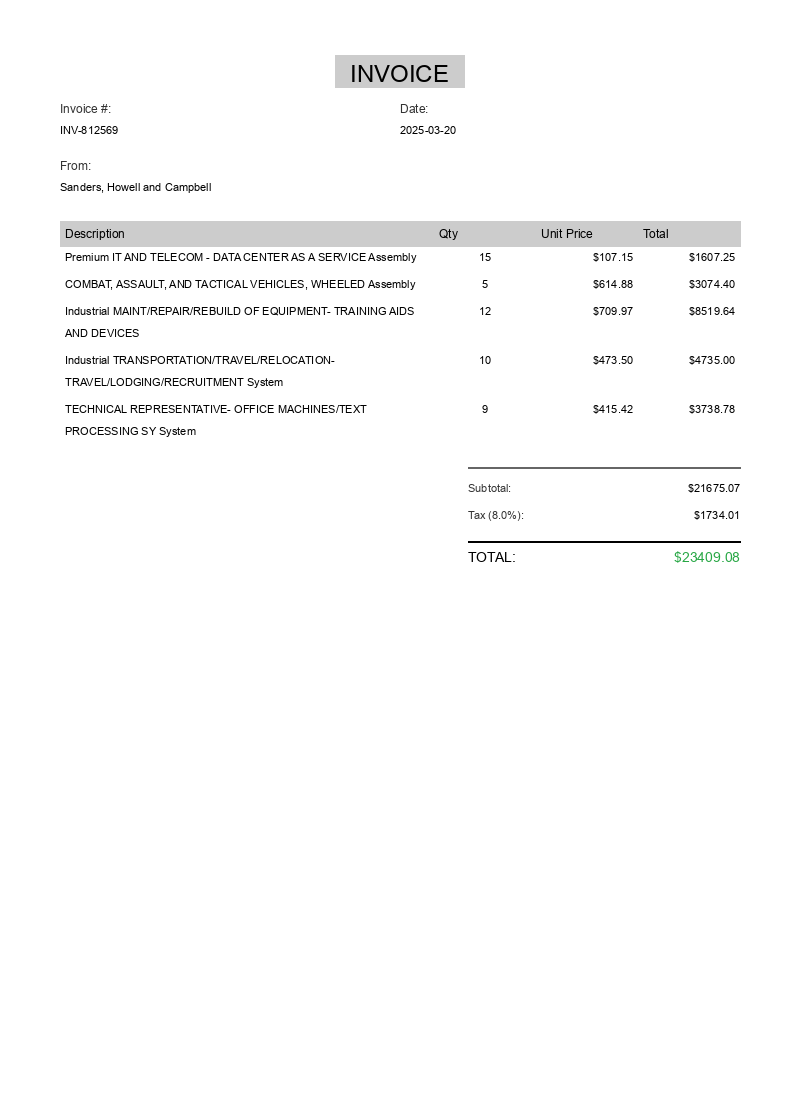 INVOICE
Invoice #: Date:
INV-812569 2025-03-20
From:
Sanders, Howell and Campbell
Description Qty Unit Price Total
Premium IT AND TELECOM - DATA CENTER AS A SERVICE Assembly 15 $107.15 $1607.25
COMBAT, ASSAULT, AND TACTICAL VEHICLES, WHEELED Assembly 5 $614.88 $3074.40
Industrial MAINT/REPAIR/REBUILD OF EQUIPMENT- TRAINING AIDS 12 $709.97 $8519.64
AND DEVICES
Industrial TRANSPORTATION/TRAVEL/RELOCATION- 10 $473.50 $4735.00
TRAVEL/LODGING/RECRUITMENT System
TECHNICAL REPRESENTATIVE- OFFICE MACHINES/TEXT 9 $415.42 $3738.78
PROCESSING SY System
Subtotal: $21675.07
Tax (8.0%): $1734.01
TOTAL: $23409.08